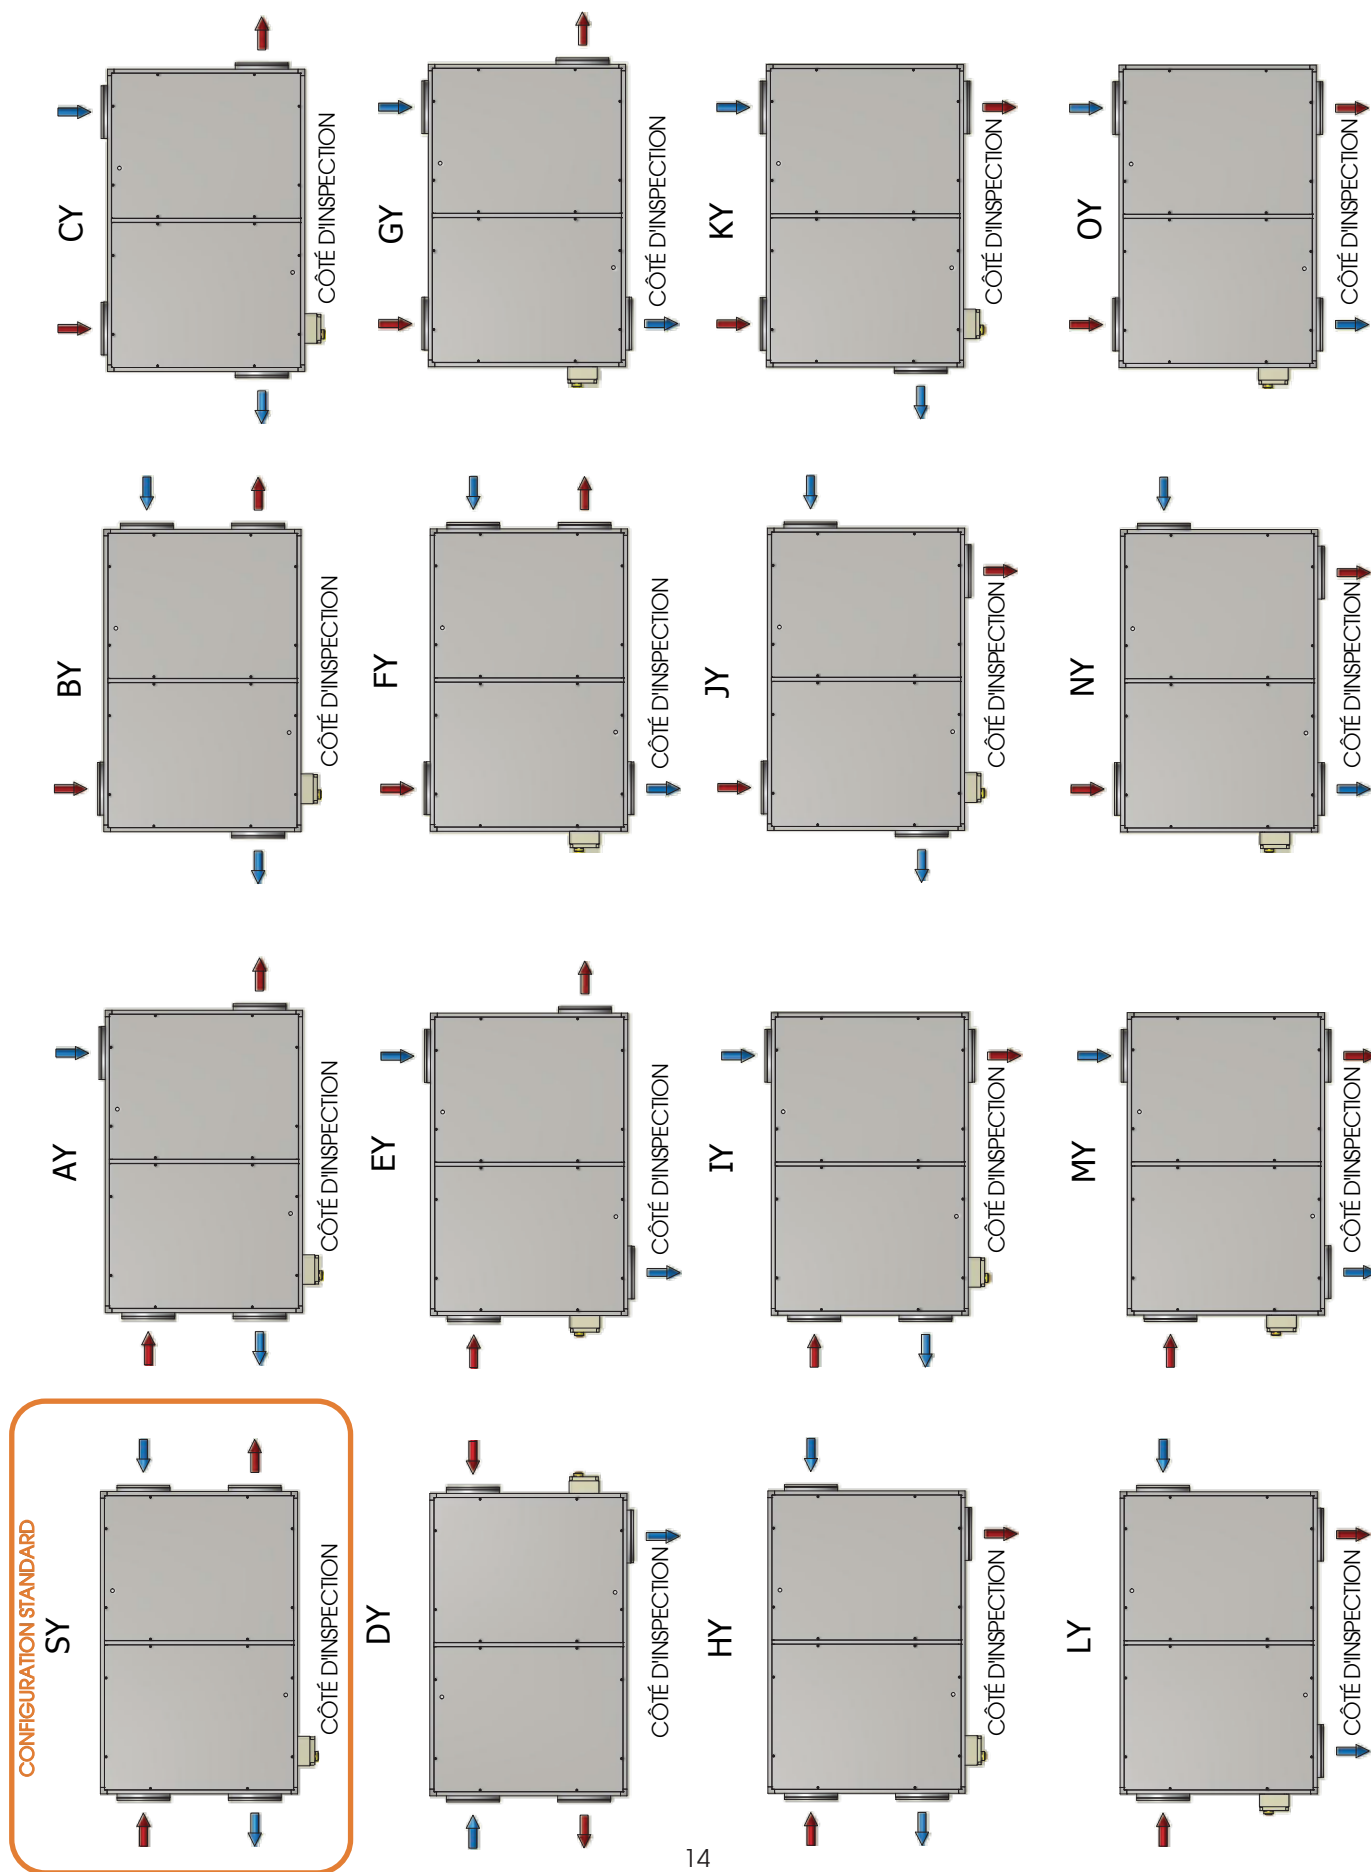 CONFIGURATION STANDARD
SY
AY
BY
CY
CÔTÉ D'INSPECTION
CÔTÉ D'INSPECTION
CÔTÉ D'INSPECTION
CÔTÉ D'INSPECTION
DY
EY
FY
GY
CÔTÉ D'INSPECTION
CÔTÉ D'INSPECTION
CÔTÉ D'INSPECTION
CÔTÉ D'INSPECTION
HY
IY
JY
KY
CÔTÉ D'INSPECTION
CÔTÉ D'INSPECTION
CÔTÉ D'INSPECTION
CÔTÉ D'INSPECTION
LY
MY
NY
OY
CÔTÉ D'INSPECTION
CÔTÉ D'INSPECTION
CÔTÉ D'INSPECTION
CÔTÉ D'INSPECTION
14